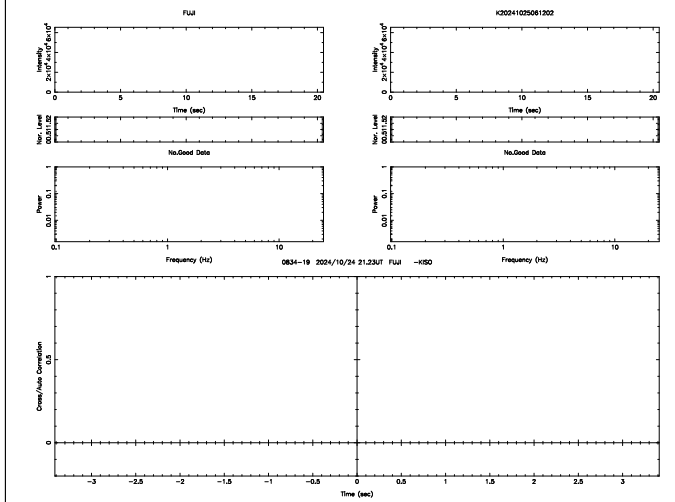 FUJI
K20241025061202
Intensity
2×10⁴ 4×10⁴ 6×10⁴
0 5 10 15 20
Time (sec)
Intensity
2×10⁴ 4×10⁴ 6×10⁴
0 5 10 15 20
Time (sec)
Nor. Level
00.511.52
Nor. Level
00.511.52
No.Good Data
No.Good Data
Power
0.01 0.1 1
0.1 1 10
Frequency (Hz)
Power
0.01 0.1 1
0.1 1 10
Frequency (Hz)
0834-19 2024/10/24 21.23UT FUJI -KISO
Cross/Auto Correlation
0 0.5 1
-3 -2.5 -2 -1.5 -1 -0.5 0 0.5 1 1.5 2 2.5 3
Time (sec)